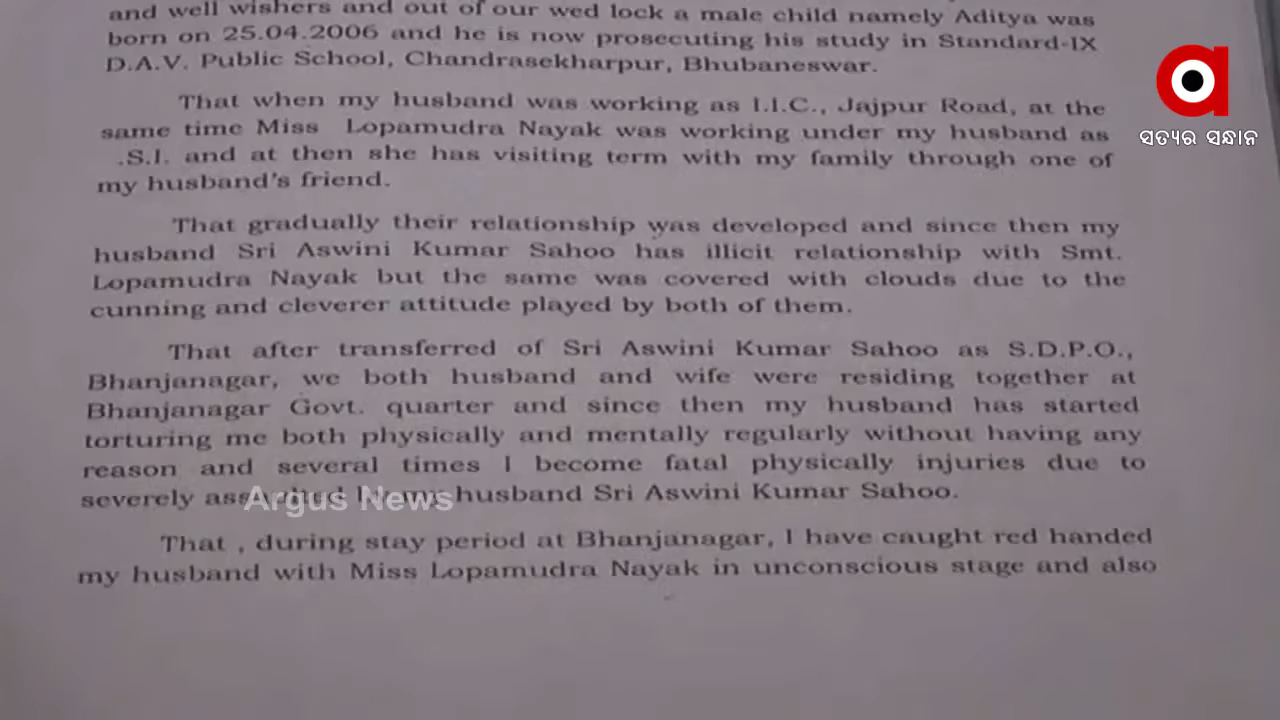 and well wishers and out of our wed lock a male child namely Aditya was
born on 25.04.2006 and he is now prosecuting his study in Standard-IX
D.A.V. Public School, Chandrasekharpur, Bhubaneswar.
That when my husband was working as I.I.C., Jajpur Road, at the
same time Miss Lopamudra Nayak was working under my husband as
.S.I. and at then she has visiting term with my family through one of
my husband's friend.
That gradually their relationship was developed and since then my
husband Sri Aswini Kumar Sahoo has illicit relationship with Smt.
Lopamudra Nayak but the same was covered with clouds due to the
cunning and cleverer attitude played by both of them.
That after transferred of Sri Aswini Kumar Sahoo as S.D.P.O.,
Bhanjanagar, we both husband and wife were residing together at
Bhanjanagar Govt. quarter and since then my husband has started
torturing me both physically and mentally regularly without having any
reason and several times I become fatal physically injuries due to
severely husband Sri Aswini Kumar Sahoo.
That , during stay period at Bhanjanagar, I have caught red handed
my husband with Miss Lopamudra Nayak in unconscious stage and also
ସତ୍ୟର ସନ୍ଧାନ
Argus News